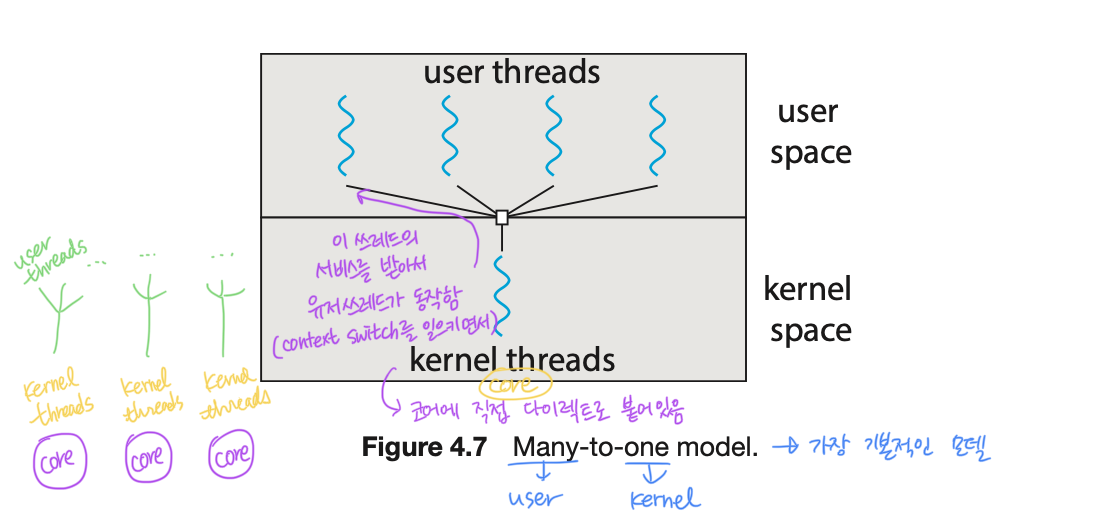 user threads
user
space
이 쓰레드의
서비스를 받아서
유저쓰레드가 동작함
(context switch를 일으키면서)
kernel
space
kernel threads
core
코어에 직접 다이렉트로 붙어있음
Figure 4.7 Many-to-one model. → 가장 기본적인 모델
user kernel
user
threads ... ... ...
kernel
threads
kernel
threads
kernel
threads
core core core